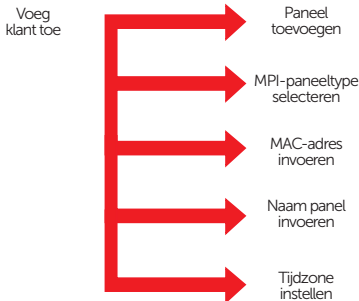 Voeg
klant toe
Paneel
toevoegen
MPI-paneeltype
selecteren
MAC-adres
invoeren
Naam panel
invoeren
Tijdzone
instellen